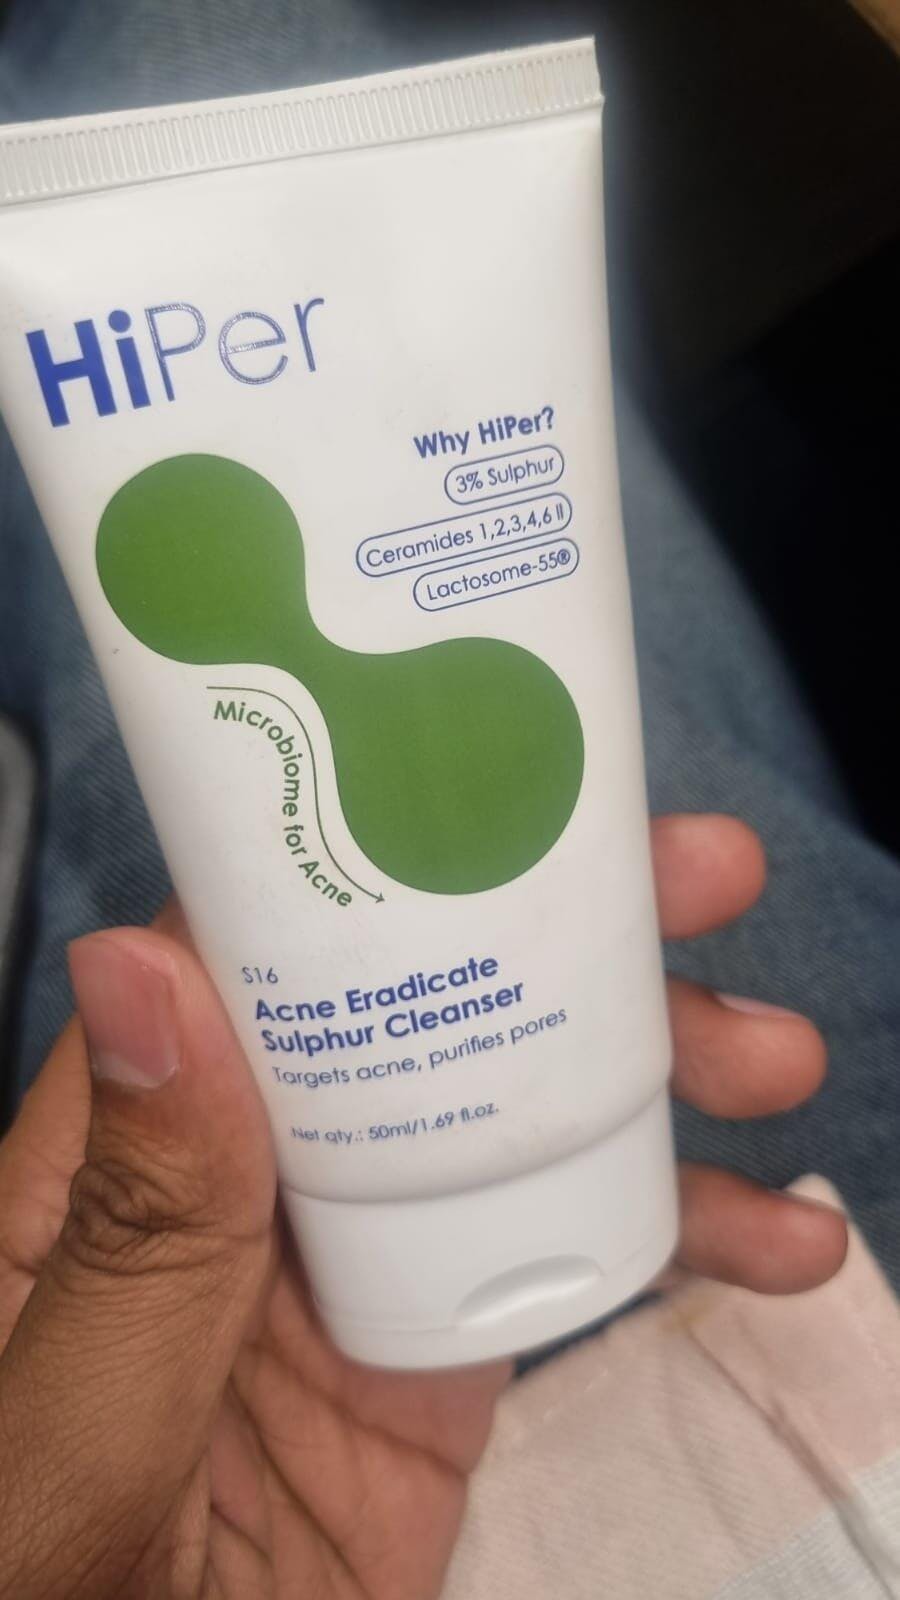 HiPer
Why HiPer?
3% Sulphur
Ceramides 1,2,3,4,6 II
Lactosome-55®
Microbiome for Acne
S16
Acne Eradicate
Sulphur Cleanser
Targets acne, purifies pores
Net qty.: 50ml/1.69 fl.oz.